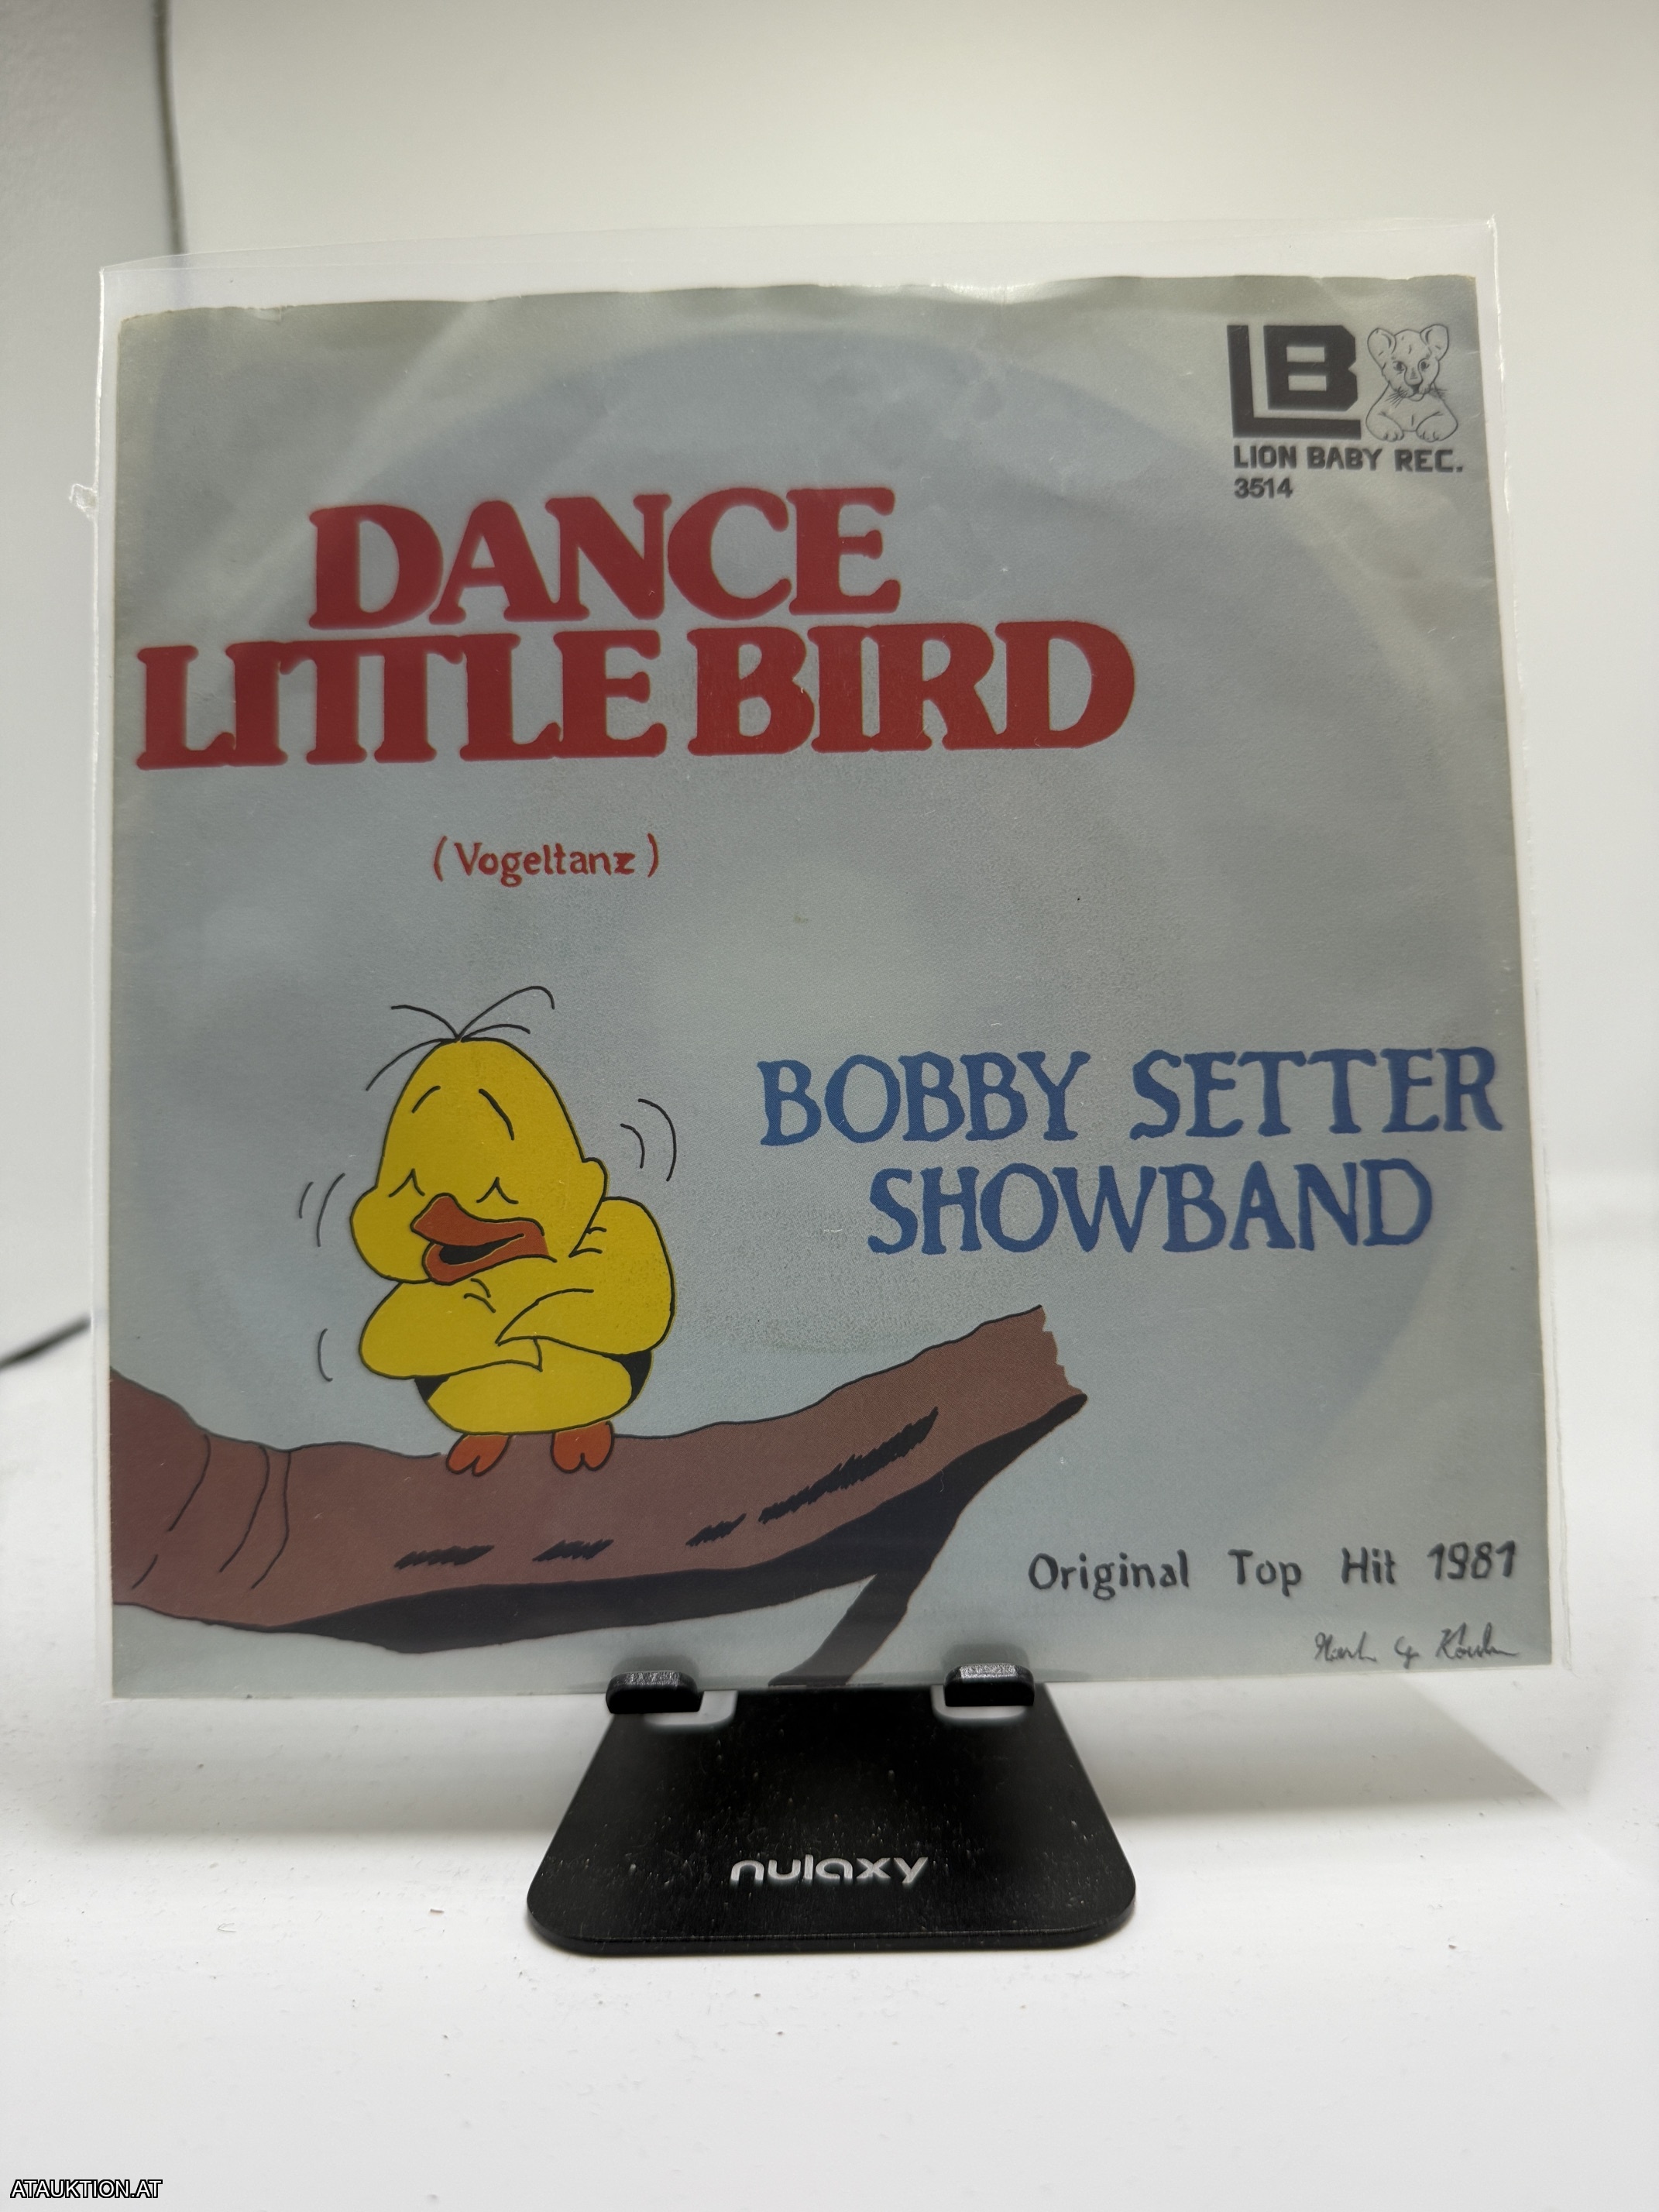 LB
LION BABY REC.
3514
DANCE
LITTLE BIRD
(Vogeltanz)
BOBBY SETTER
SHOWBAND
Original Top Hit 1981
nulaxy
ATAUKTION.AT